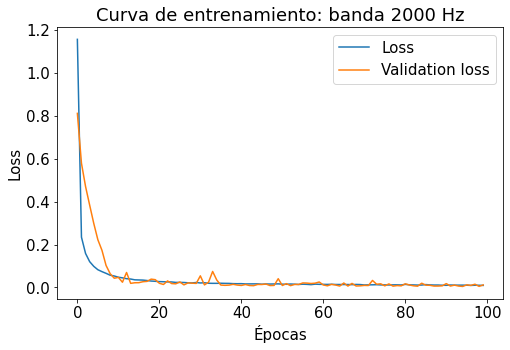 Curva de entrenamiento: banda 2000 Hz
Loss
Validation loss
1.2
1.0
0.8
0.6
0.4
0.2
0.0
Loss
0 20 40 60 80 100
Épocas